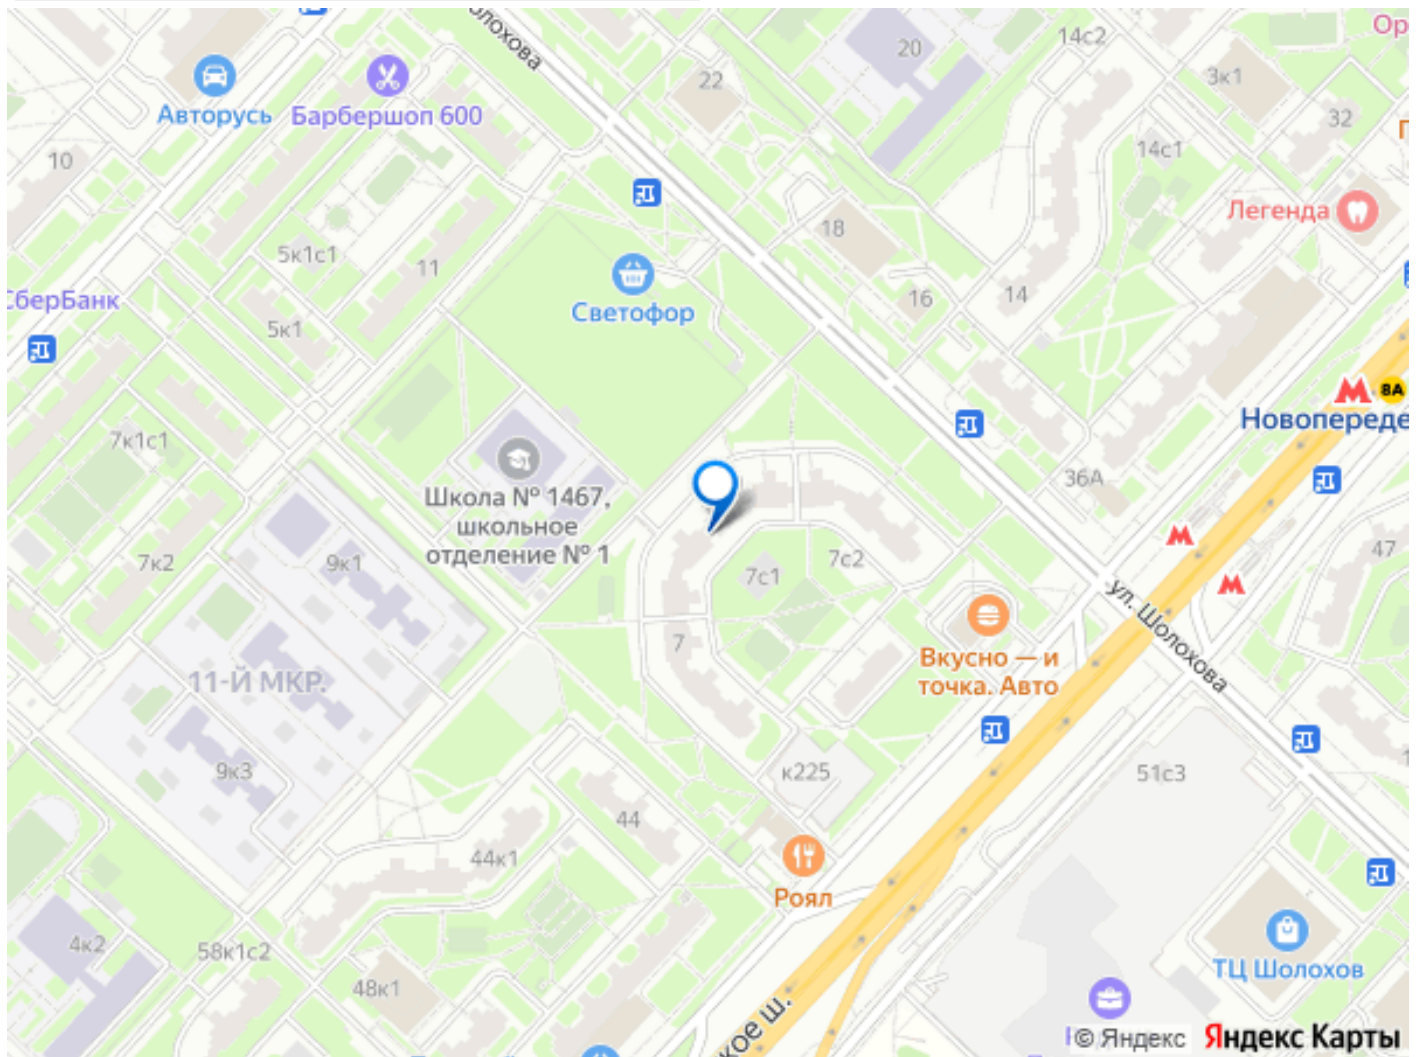 олохова
Авторусь
Барбершоп 600
22
20
14с2
3к1
32
14с1
Легенда
10
5к1с1
11
18
СберБанк
5к1
Светофор
16
14
8А
Новопереде
7к1с1
36А
Школа № 1467,
школьное
отделение № 1
7к2
9к1
7с1
7с2
47
ул. Шолохова
7
Вкусно — и
точка. Авто
11-Й МКР.
9к3
к225
51с3
44
44к1
Роял
4к2
58к1с2
48к1
ТЦ Шолохов
кое ш.
© Яндекс Яндекс Карты